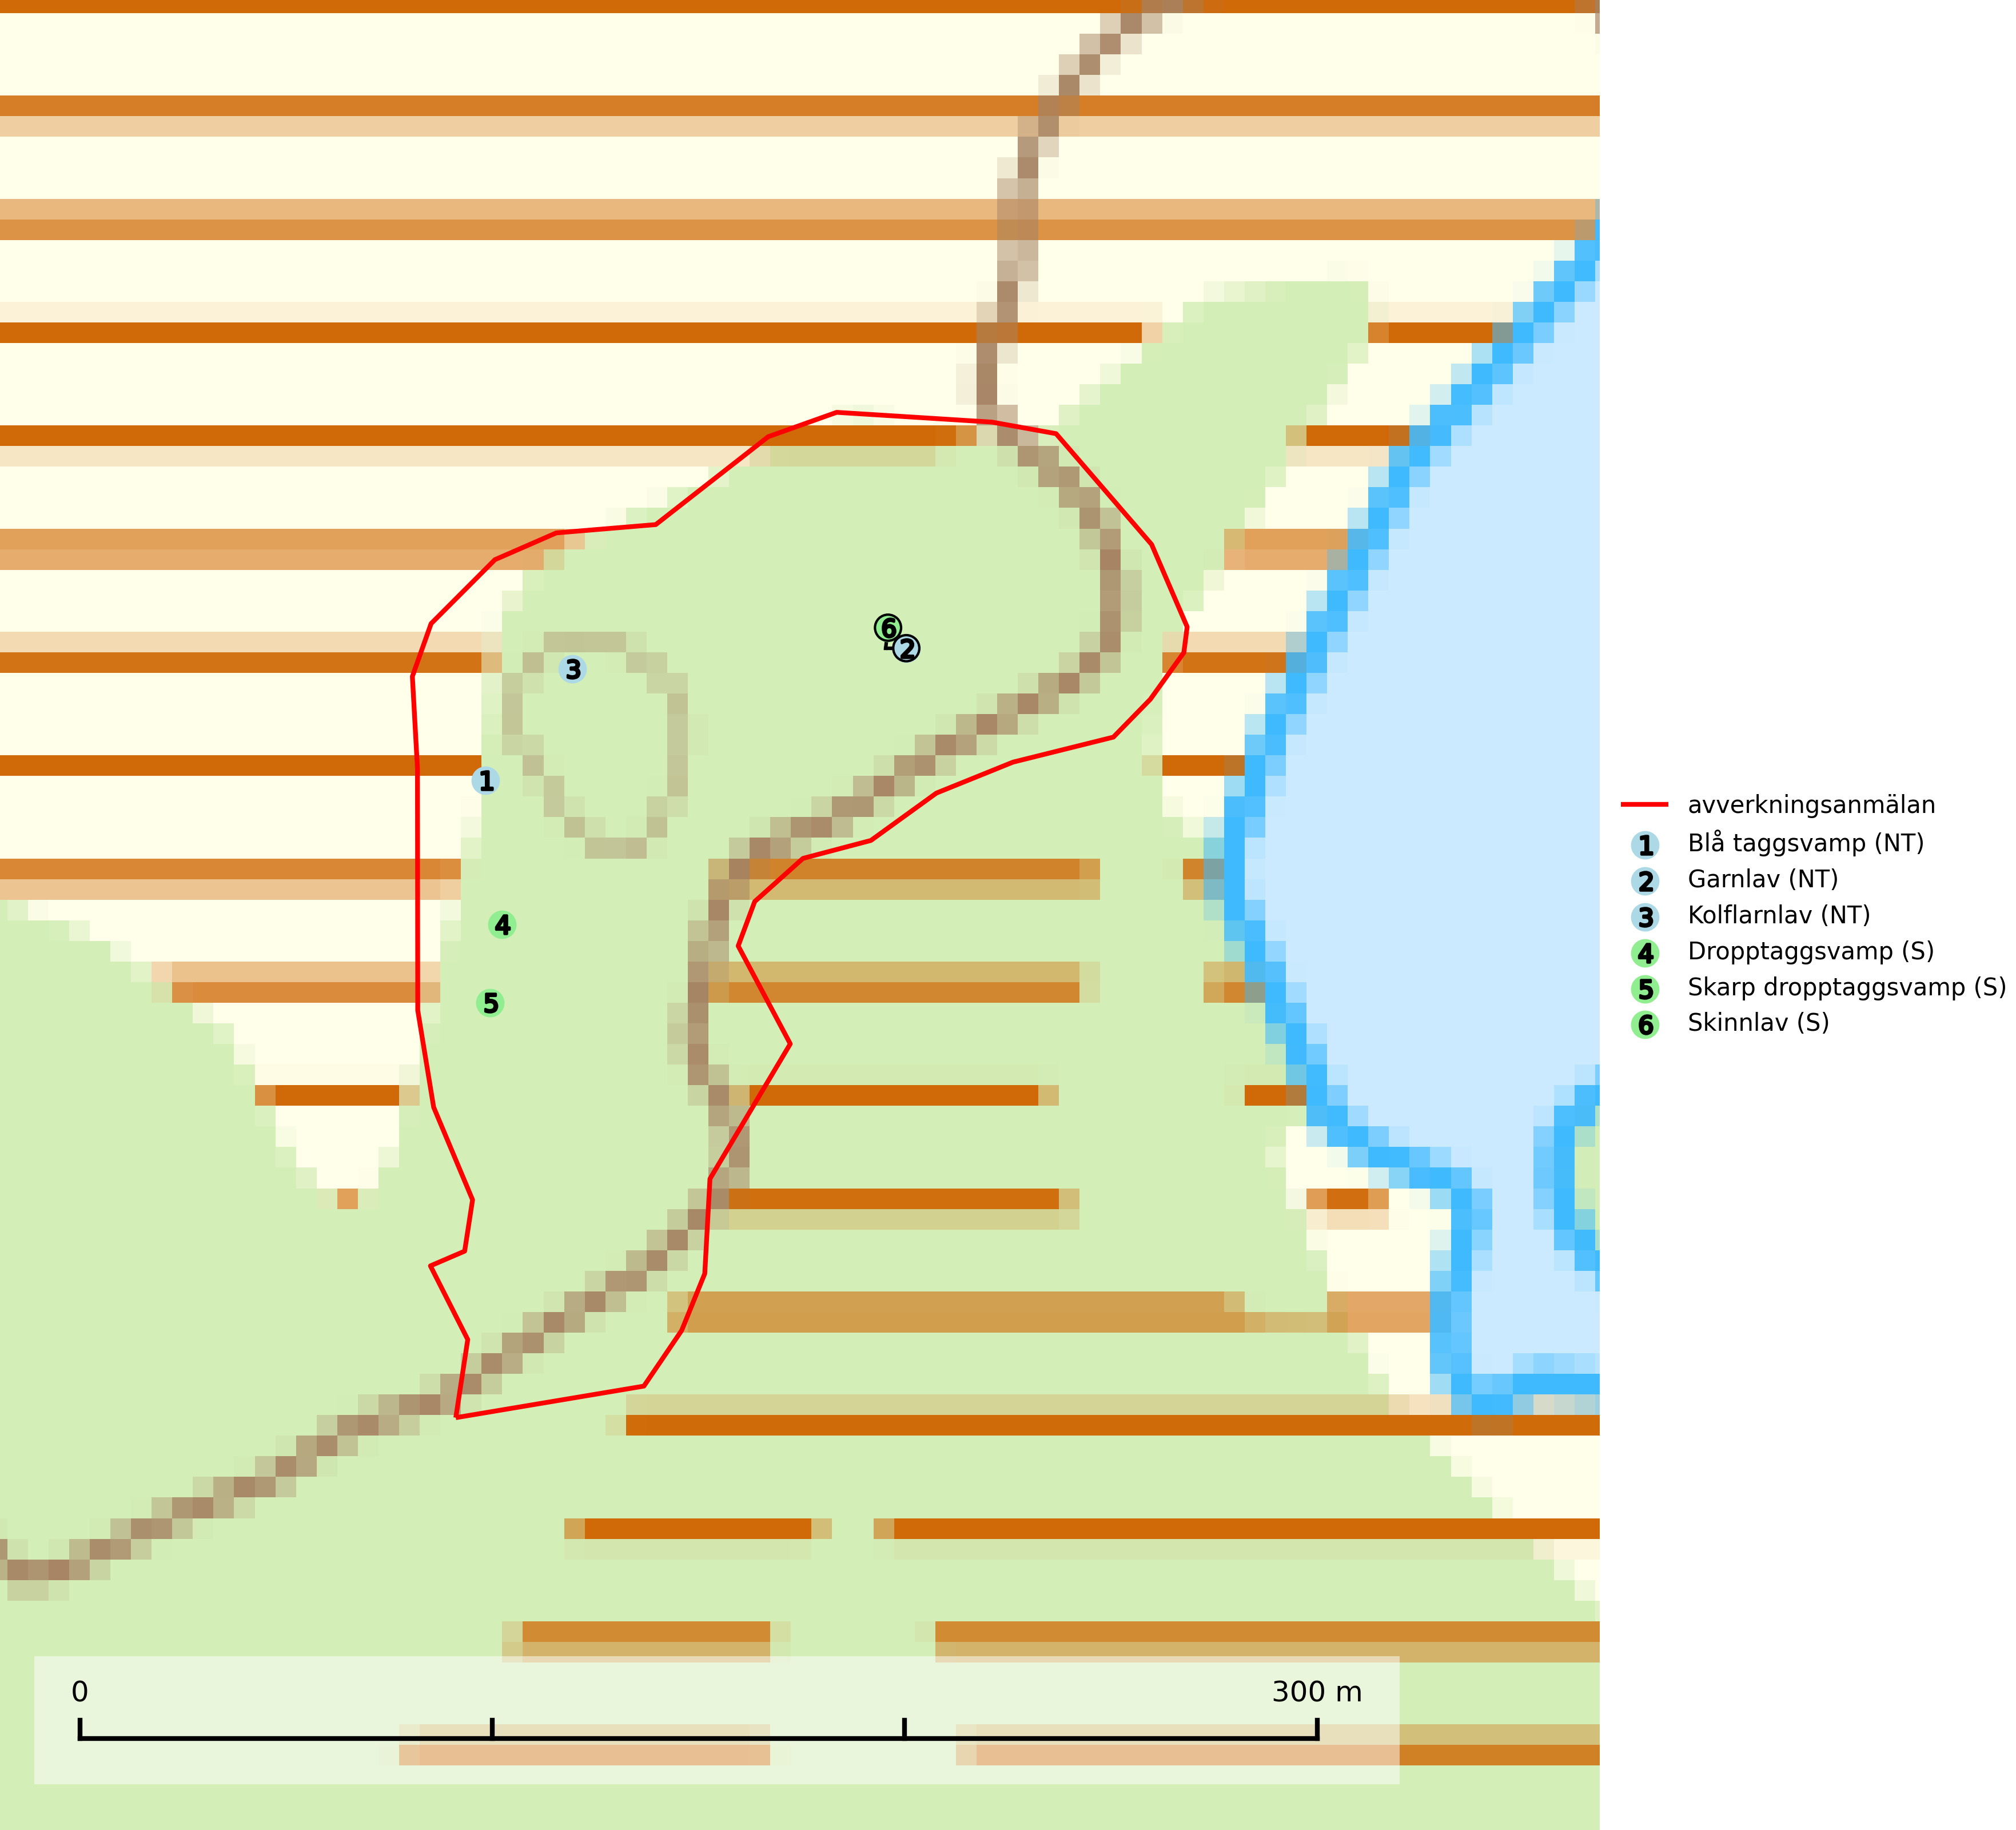 6
2
3
1
4
5
avverkningsanmälan
1 Blå taggsvamp (NT)
2 Garnlav (NT)
3 Kolflarnlav (NT)
4 Dropptaggsvamp (S)
5 Skarp dropptaggsvamp (S)
6 Skinnlav (S)
0 300 m